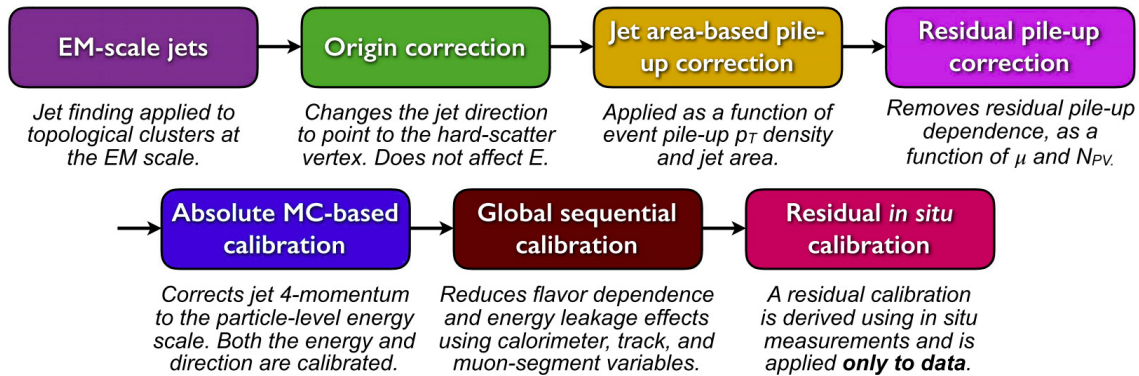 EM-scale jets
Origin correction
Jet area-based pile-
up correction
Residual pile-up
correction
Jet finding applied to
topological clusters at
the EM scale.
Changes the jet direction
to point to the hard-scatter
vertex. Does not affect E.
Applied as a function of
event pile-up pT density
and jet area.
Removes residual pile-up
dependence, as a
function of μ and NPV.
Absolute MC-based
calibration
Global sequential
calibration
Residual in situ
calibration
Corrects jet 4-momentum
to the particle-level energy
scale. Both the energy and
direction are calibrated.
Reduces flavor dependence
and energy leakage effects
using calorimeter, track, and
muon-segment variables.
A residual calibration
is derived using in situ
measurements and is
applied only to data.